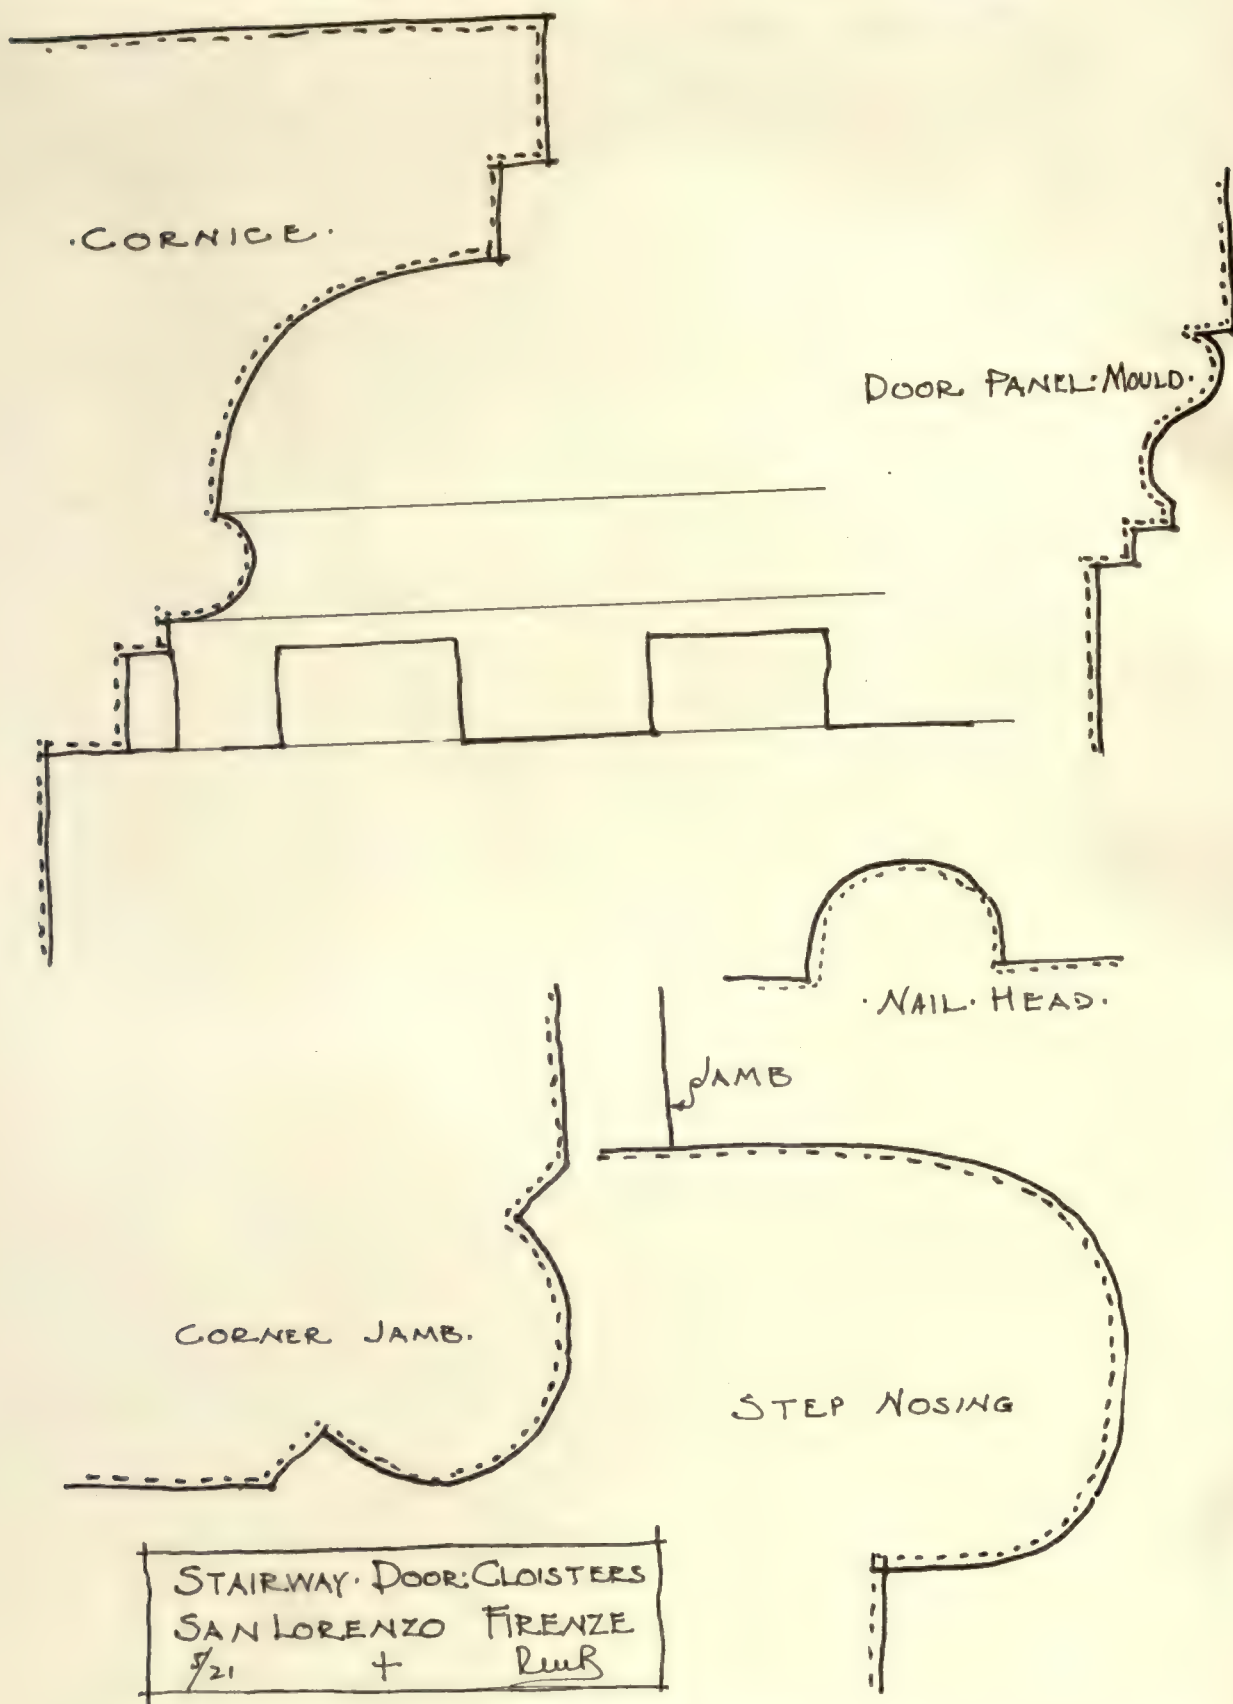 ·CORNICE·
DOOR PANEL:MOULD·
·NAIL·HEAD·
JAMB
CORNER JAMB.
STEP NOSING
STAIRWAY·DOOR:CLOISTERS
SAN LORENZO FIRENZE
5/21 +